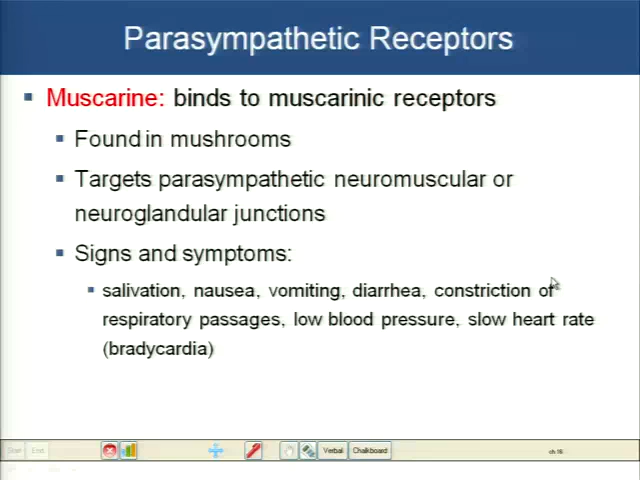 Parasympathetic Receptors
Muscarine: binds to muscarinic receptors
Found in mushrooms
Targets parasympathetic neuromuscular or
neuroglandular junctions
Signs and symptoms:
salivation, nausea, vomiting, diarrhea, constriction of
respiratory passages, low blood pressure, slow heart rate
(bradycardia)
Start End Verbal Chalkboard ch.16